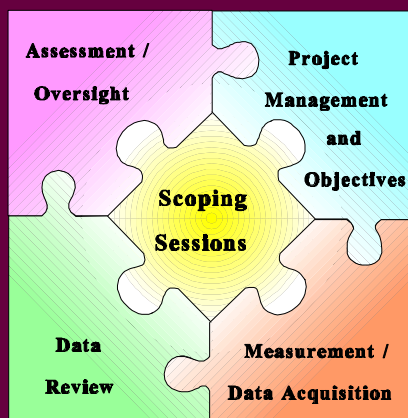 Assessment /
Oversight
Project
Management
and
Objectives
Scoping
Sessions
Data
Review
Measurement /
Data Acquisition